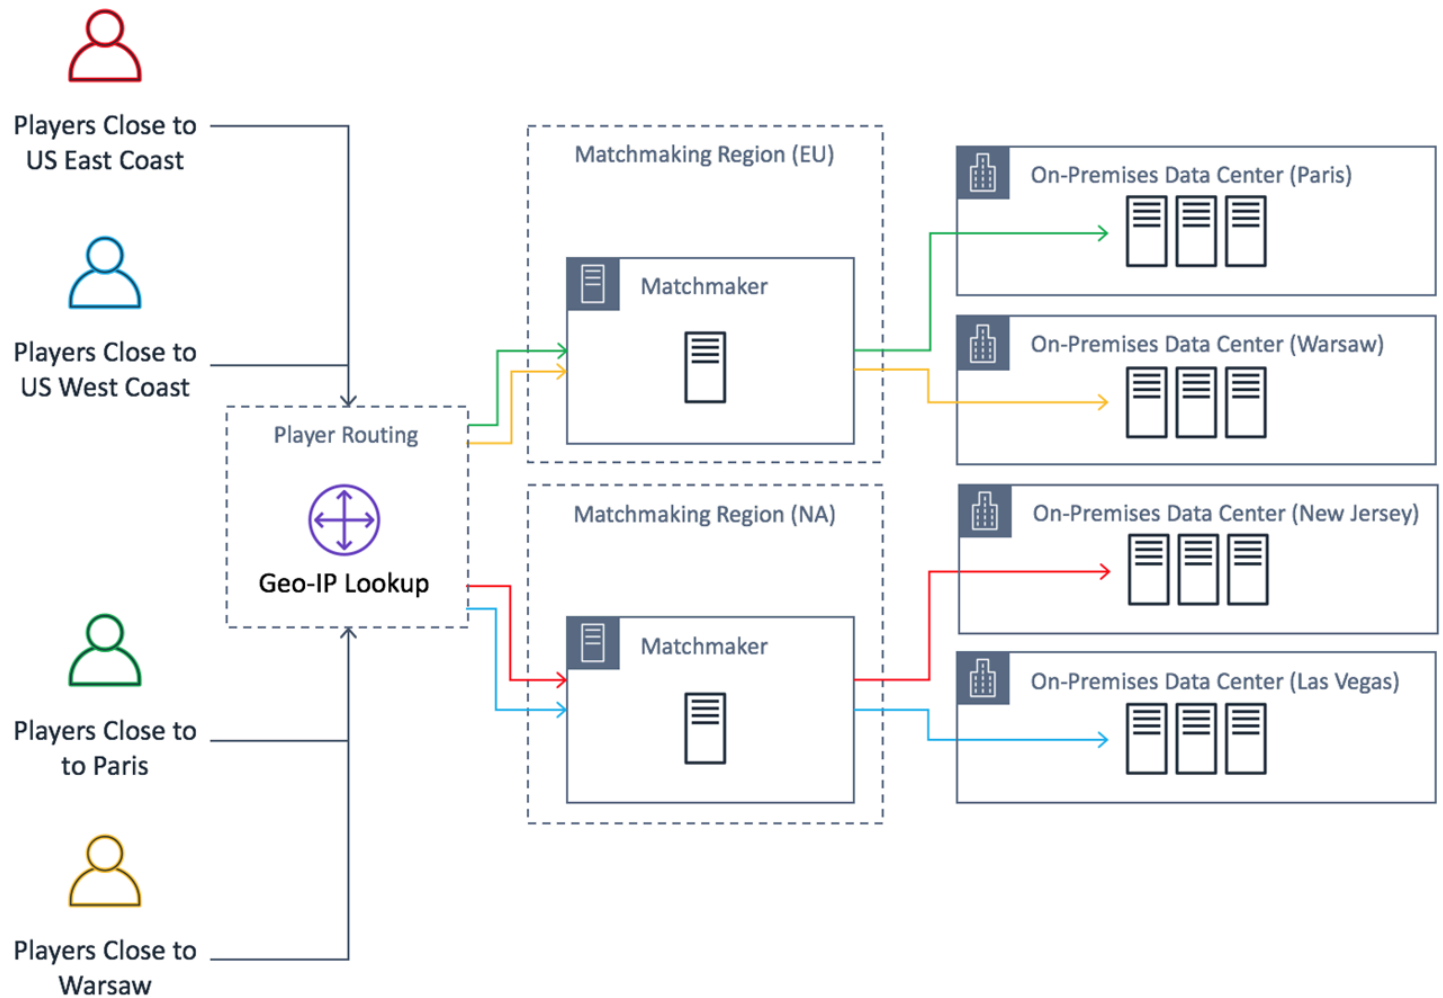 Players Close to
US East Coast
Players Close to
US West Coast
Player Routing
Geo-IP Lookup
Players Close to
to Paris
Players Close to
Warsaw
Matchmaking Region (EU)
Matchmaker
Matchmaking Region (NA)
Matchmaker
On-Premises Data Center (Paris)
On-Premises Data Center (Warsaw)
On-Premises Data Center (New Jersey)
On-Premises Data Center (Las Vegas)